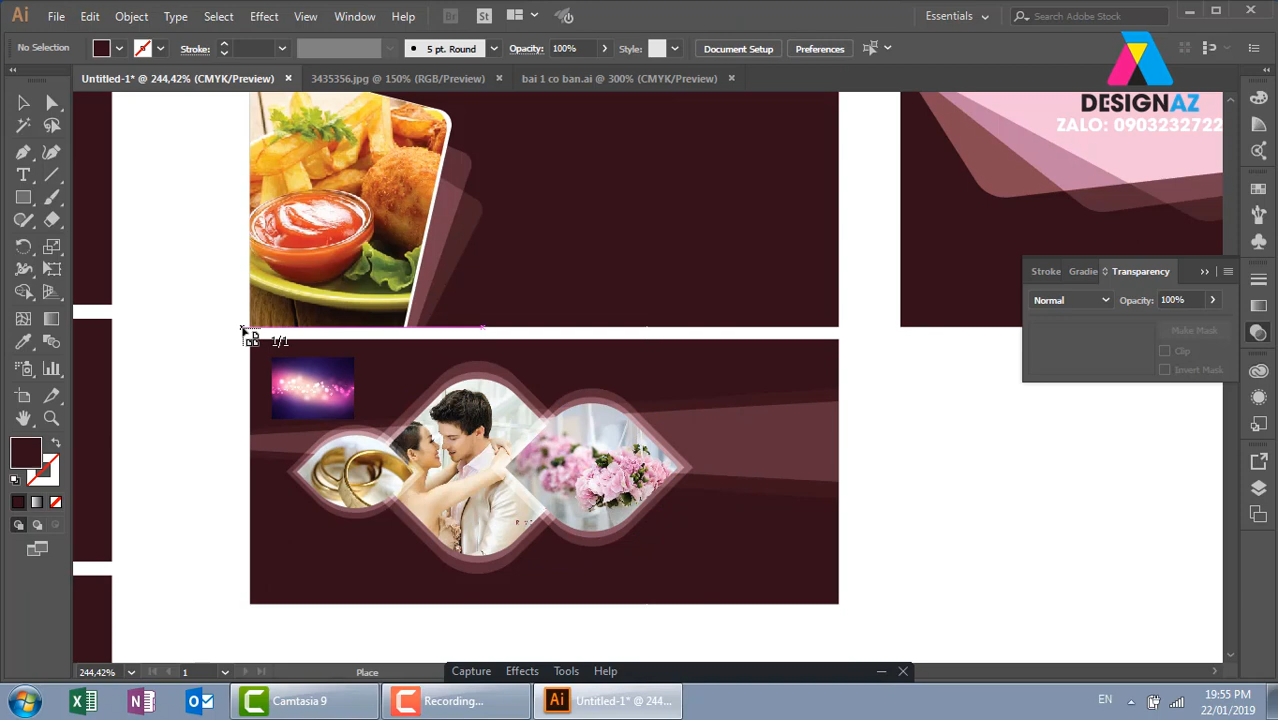 Ai File Edit Object Type Select Effect View Window Help Br St Essentials Search Adobe Stock
No Selection Stroke: 5 pt. Round Opacity: 100% Style: Document Setup Preferences
Untitled-1* @ 244,42% (CMYK/Preview) × 3435356.jpg @ 150% (RGB/Preview) × bai 1 co ban.ai @ 300% (CMYK/Preview) ×
DESIGNAZ
ZALO: 0903232722
Stroke Gradie Transparency
Normal Opacity: 100%
Make Mask
Clip
Invert Mask
1/1
244,42% 1 Place
Capture Effects Tools Help
Camtasia 9 Recording... Untitled-1* @ 244... EN 19:55 PM
22/01/2019